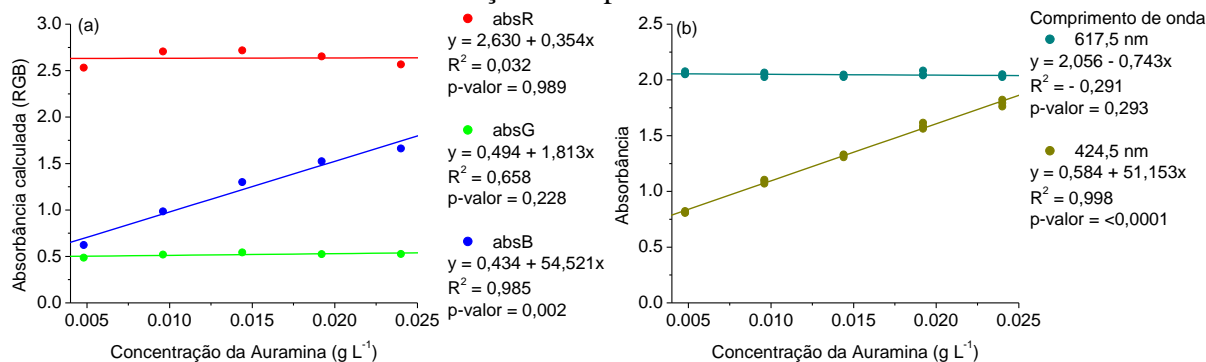 (a)
Absorbância calculada (RGB)
3.0
2.5
2.0
1.5
1.0
0.5
0.0
0.005 0.010 0.015 0.020 0.025
Concentração da Auramina (g L⁻¹)
absR
y = 2,630 + 0,354x
R² = 0,032
p-valor = 0,989
absG
y = 0,494 + 1,813x
R² = 0,658
p-valor = 0,228
absB
y = 0,434 + 54,521x
R² = 0,985
p-valor = 0,002
(b)
Absorbância
2.5
2.0
1.5
1.0
0.5
0.0
0.005 0.010 0.015 0.020 0.025
Concentração da Auramina (g L⁻¹)
Comprimento de onda
617,5 nm
y = 2,056 - 0,743x
R² = - 0,291
p-valor = 0,293
424,5 nm
y = 0,584 + 51,153x
R² = 0,998
p-valor = <0,0001